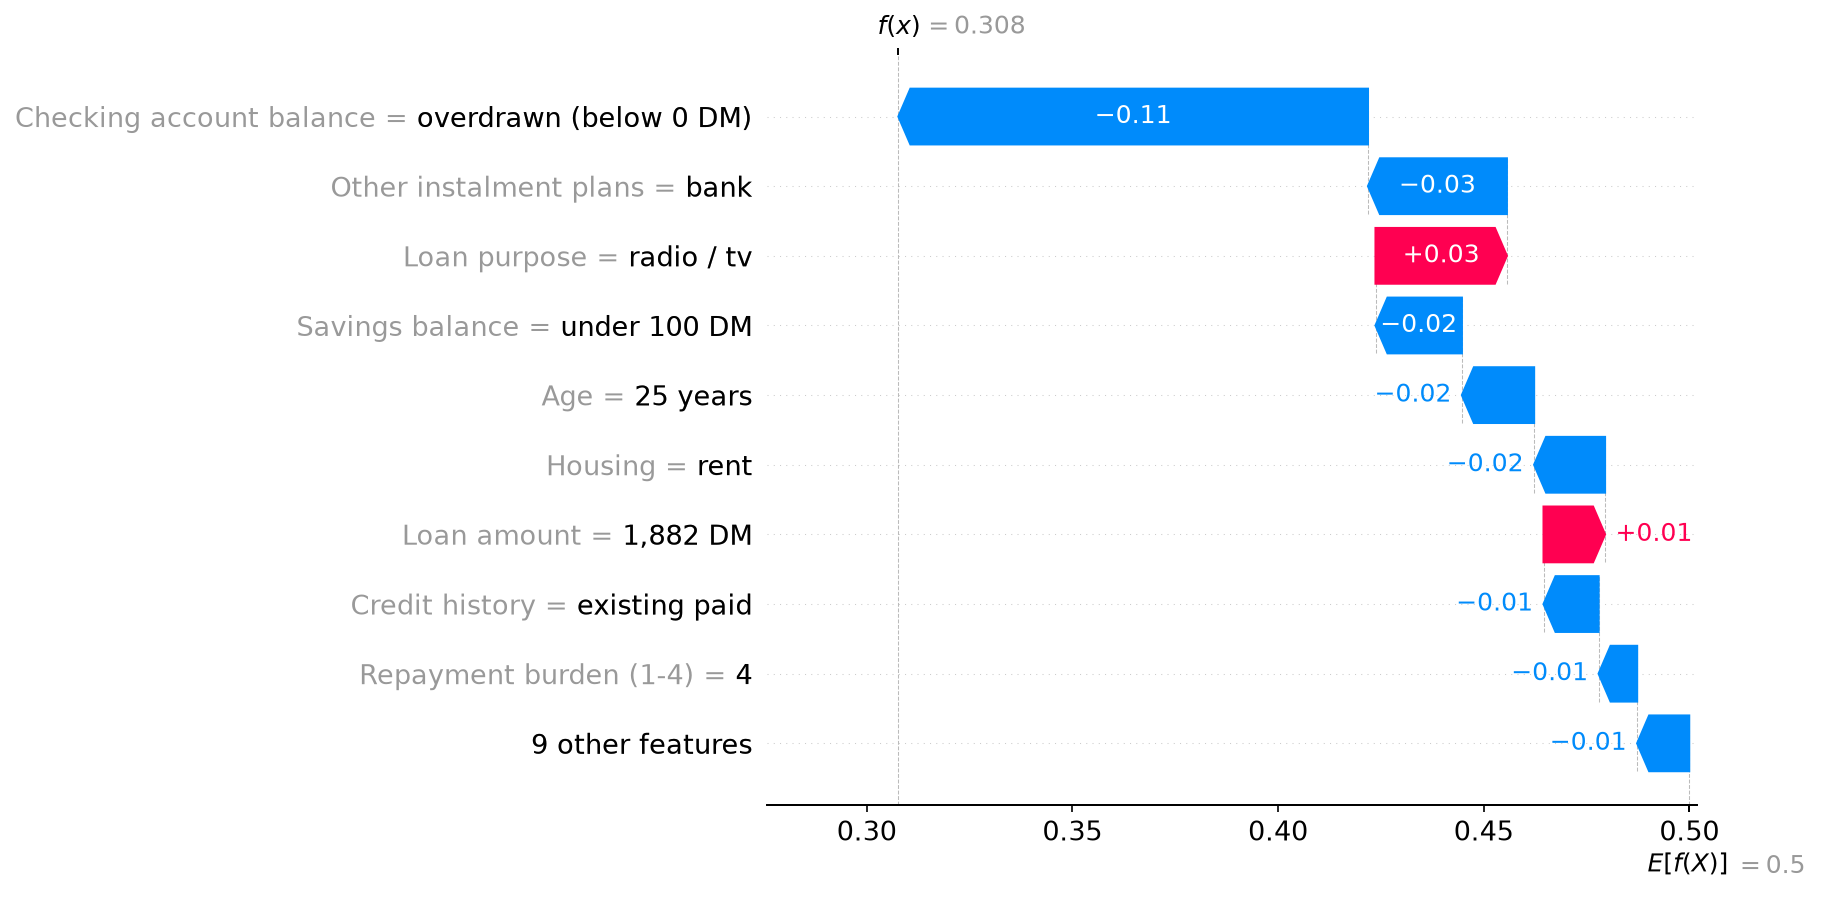 f(x) = 0.308
Checking account balance = overdrawn (below 0 DM)
−0.11
Other instalment plans = bank
−0.03
Loan purpose = radio / tv
+0.03
Savings balance = under 100 DM
−0.02
Age = 25 years
−0.02
Housing = rent
−0.02
Loan amount = 1,882 DM
+0.01
Credit history = existing paid
−0.01
Repayment burden (1-4) = 4
−0.01
9 other features
−0.01
0.30 0.35 0.40 0.45 0.50
E[f(X)] = 0.5